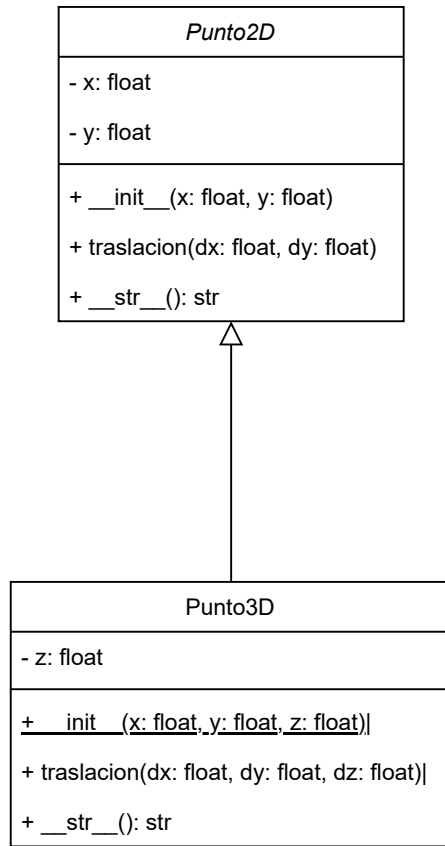 Punto2D
- x: float
- y: float
+ __init__(x: float, y: float)
+ traslacion(dx: float, dy: float)
+ __str__(): str
Punto3D
- z: float
+ __init__(x: float, y: float, z: float)|
+ traslacion(dx: float, dy: float, dz: float)|
+ __str__(): str